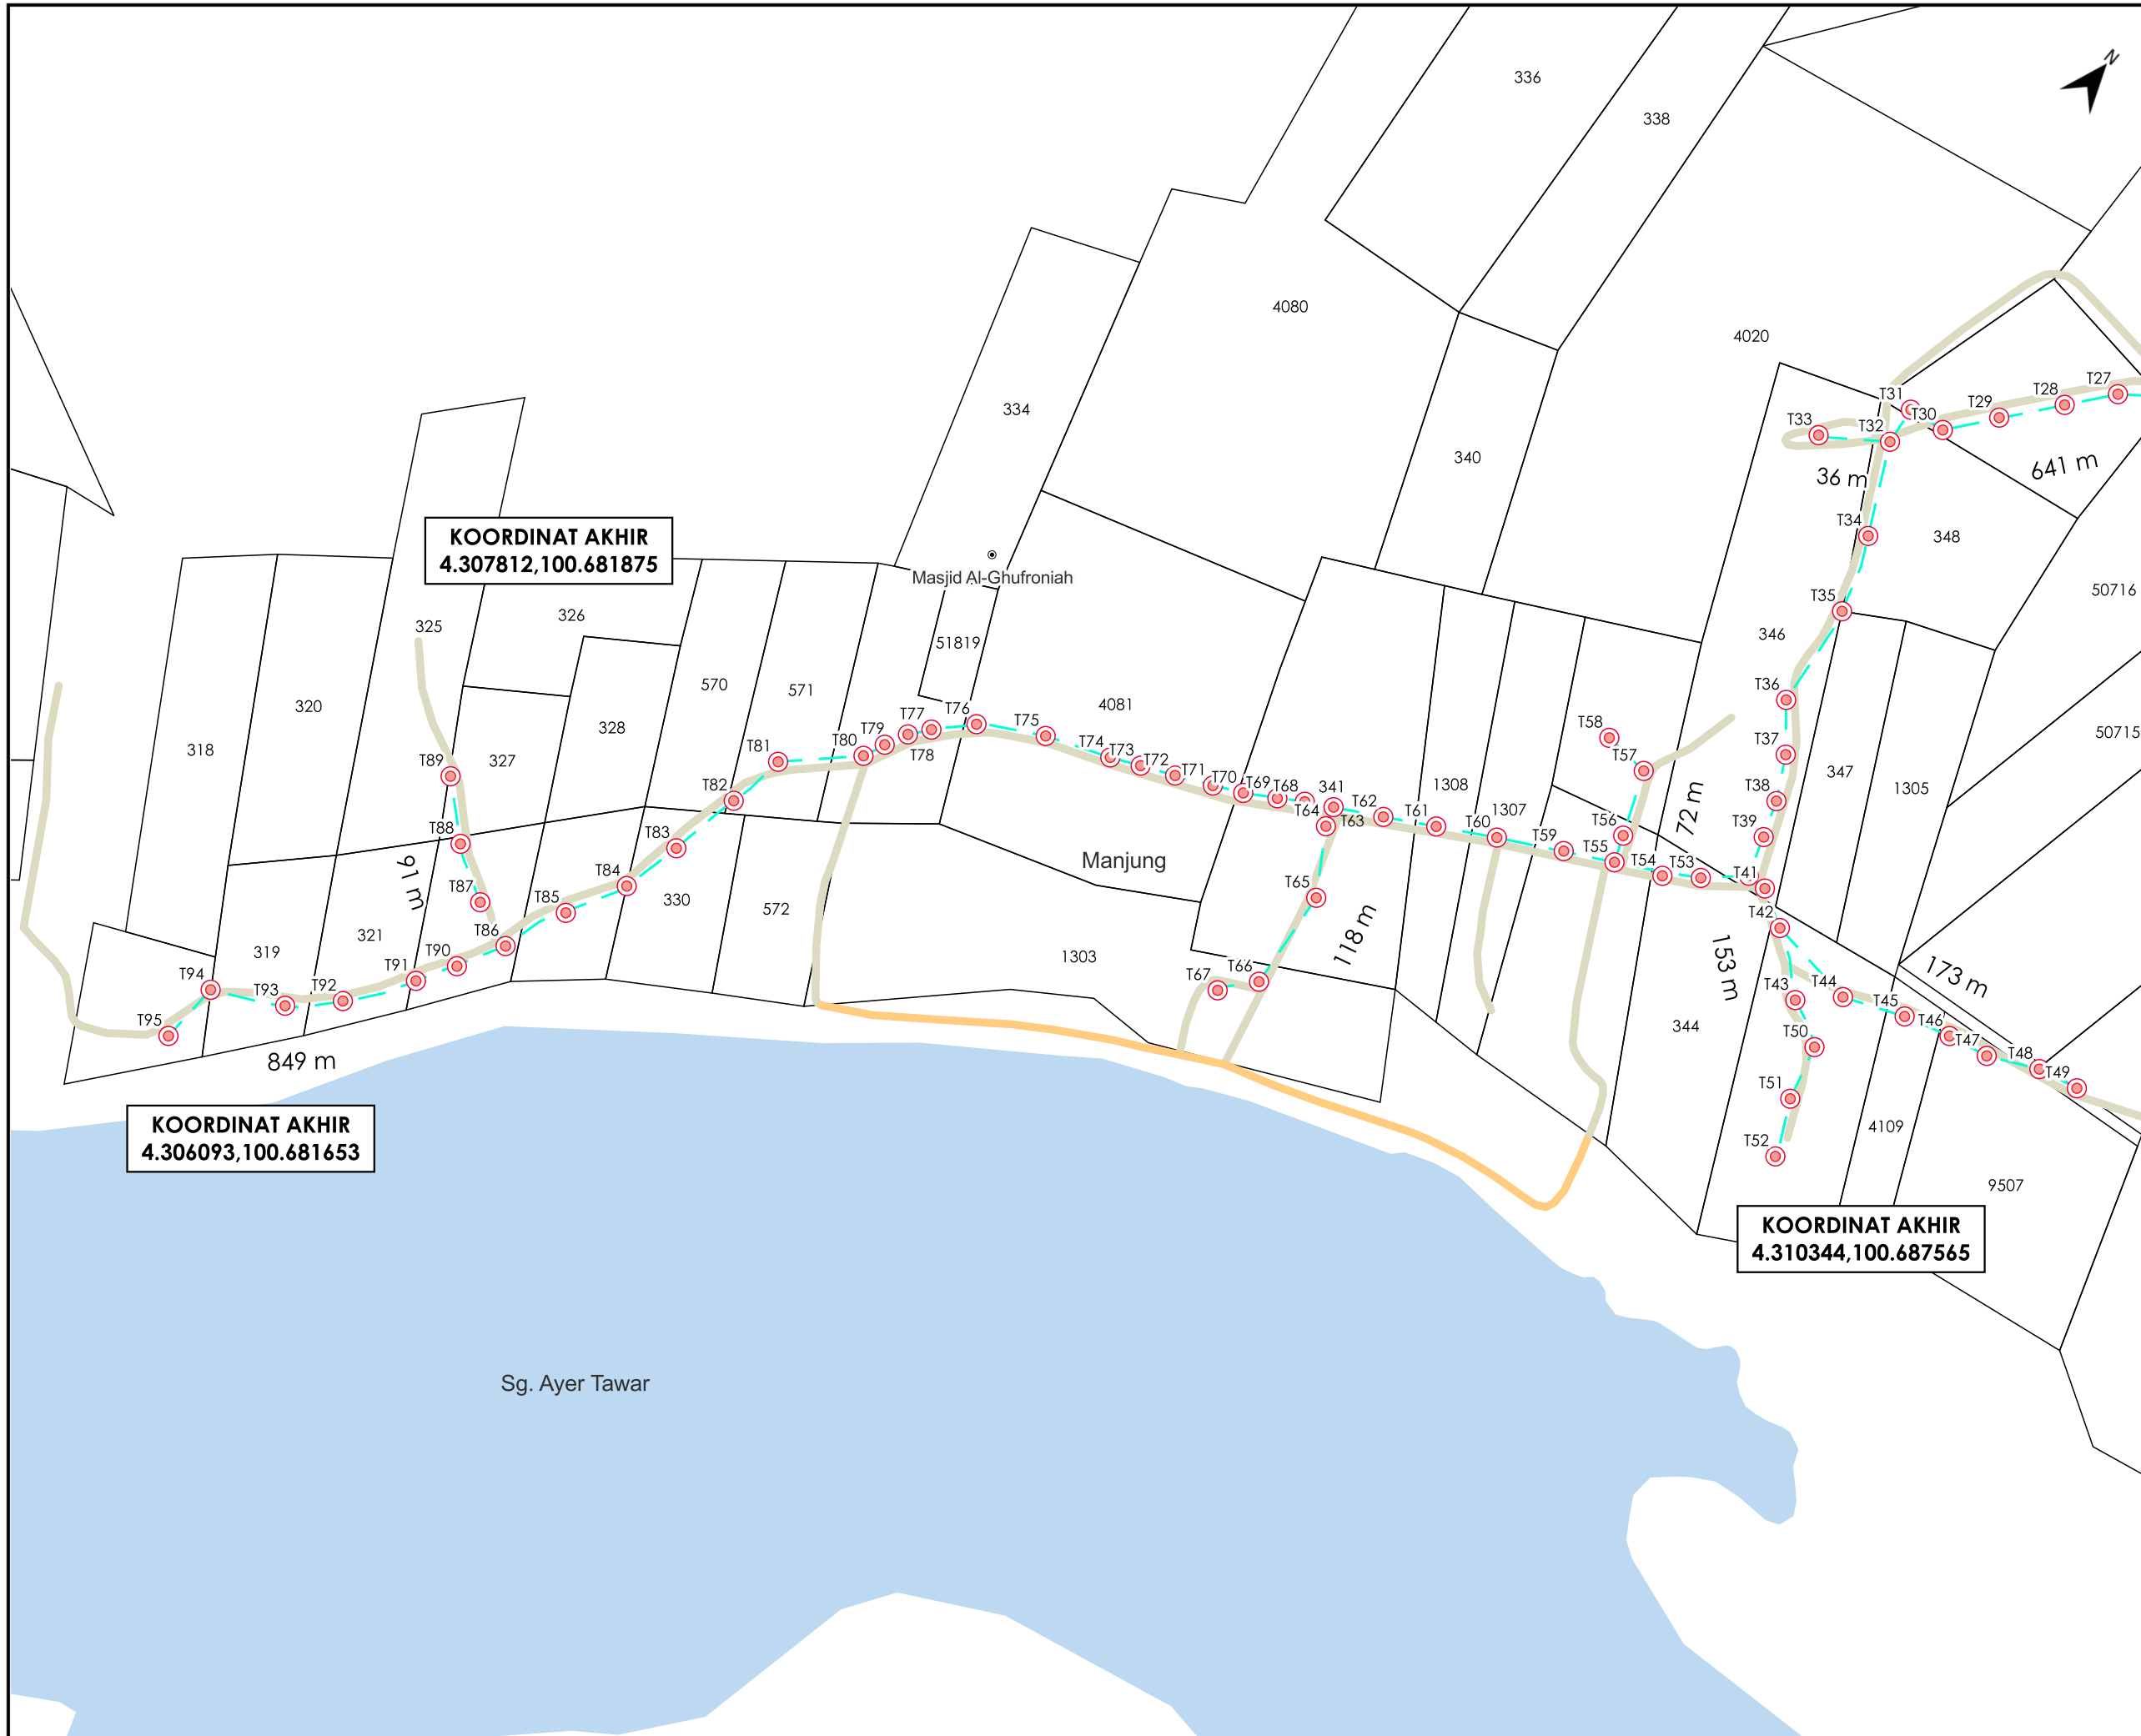 N
336
338
4080
4020
334
340
T31
T30
T29
T28
T27
T33
T32
36 m
641 m
T34
348
KOORDINAT AKHIR
4.307812,100.681875
Masjid Al-Ghufroniah
326
325
51819
T35
346
50716
318
320
327
328
570
571
T76
T77
T78
T79
T80
T81
T82
T75
4081
T74
T73
T72
T71
T70
T69
T68
341
T64
T63
T62
T61
1308
1307
T60
T59
T58
T57
T56
T55
T54
T53
72 m
T36
T37
T38
T39
T41
347
1305
50715
T89
T88
T87
91 m
T86
T85
T84
T83
330
572
Manjung
1303
T65
T66
T67
118 m
T42
T43
T44
T45
T46
T47
T48
T49
T50
T51
T52
153 m
173 m
344
4109
9507
319
321
T90
T91
T92
T93
T94
T95
849 m
KOORDINAT AKHIR
4.306093,100.681653
KOORDINAT AKHIR
4.310344,100.687565
Sg. Ayer Tawar